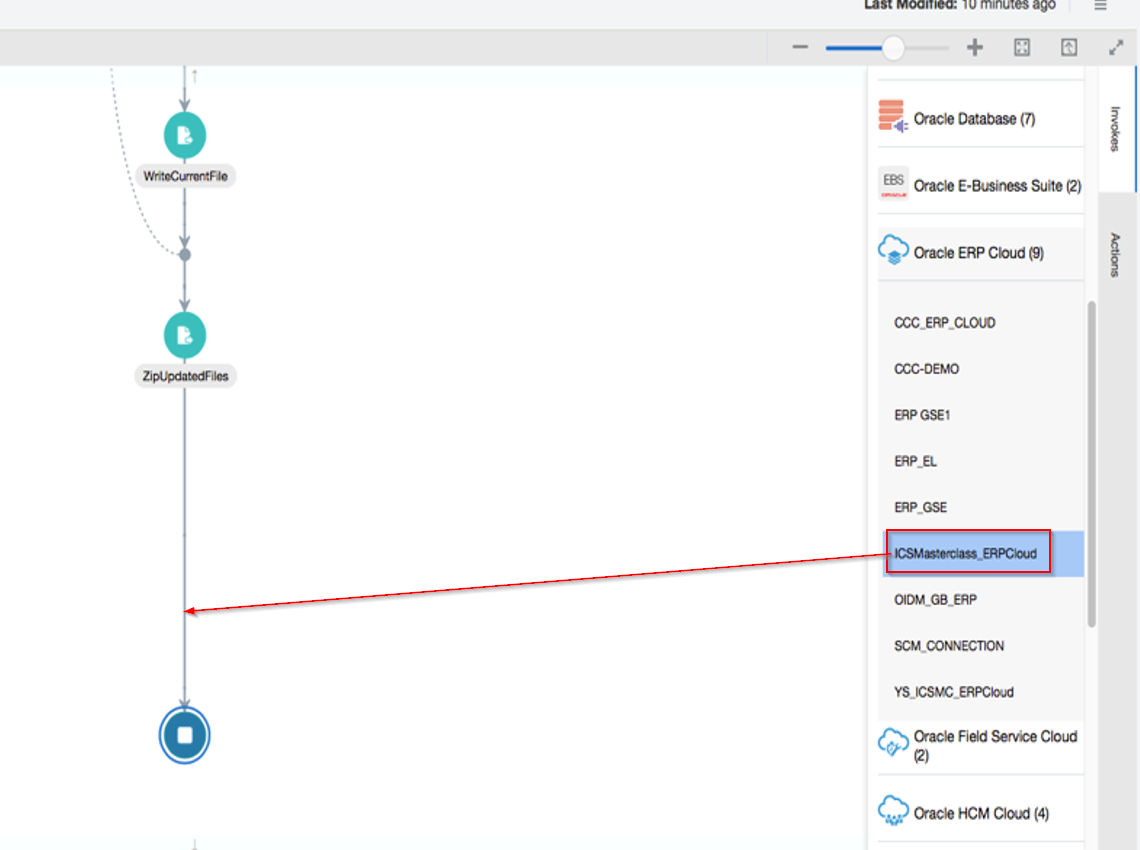 Last Modified: 10 minutes ago
Invokes
Actions
WriteCurrentFile
ZipUpdatedFiles
Oracle Database (7)
EBS
ORACLE
Oracle E-Business Suite (2)
Oracle ERP Cloud (9)
CCC_ERP_CLOUD
CCC-DEMO
ERP GSE1
ERP_EL
ERP_GSE
ICSMasterclass_ERPCloud
OIDM_GB_ERP
SCM_CONNECTION
YS_ICSMC_ERPCloud
Oracle Field Service Cloud
(2)
Oracle HCM Cloud (4)